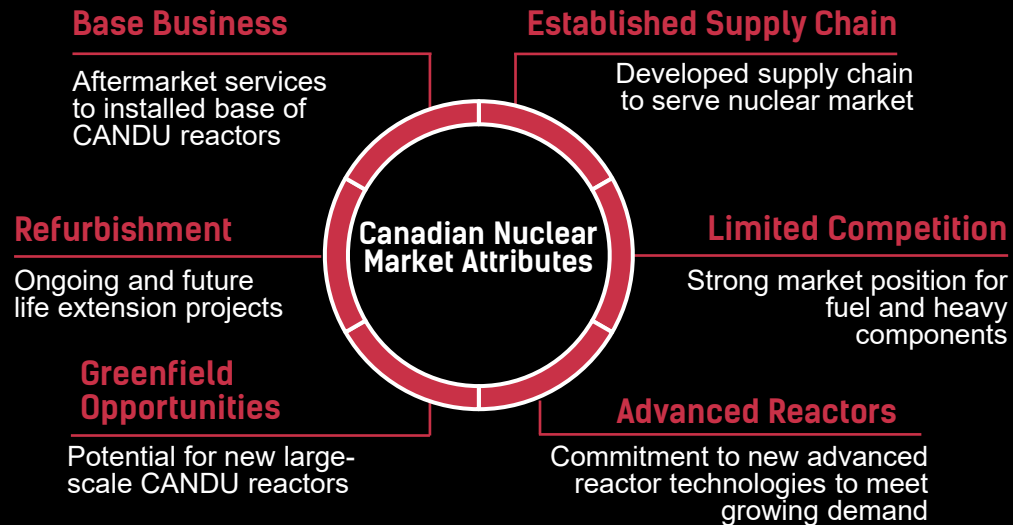 Base Business
Aftermarket services
to installed base of
CANDU reactors
Established Supply Chain
Developed supply chain
to serve nuclear market
Refurbishment
Ongoing and future
life extension projects
Canadian Nuclear
Market Attributes
Limited Competition
Strong market position for
fuel and heavy
components
Greenfield
Opportunities
Potential for new large-
scale CANDU reactors
Advanced Reactors
Commitment to new advanced
reactor technologies to meet
growing demand